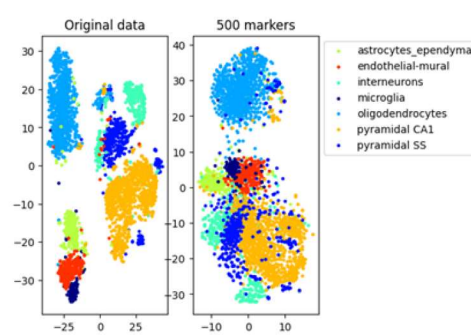 Original data
500 markers
30
20
10
0
-10
-20
-30
-25
0
25
40
30
20
10
0
-10
-20
-30
-10
0
10
astrocytes_ependymal
endothelial-mural
interneurons
microglia
oligodendrocytes
pyramidal CA1
pyramidal SS